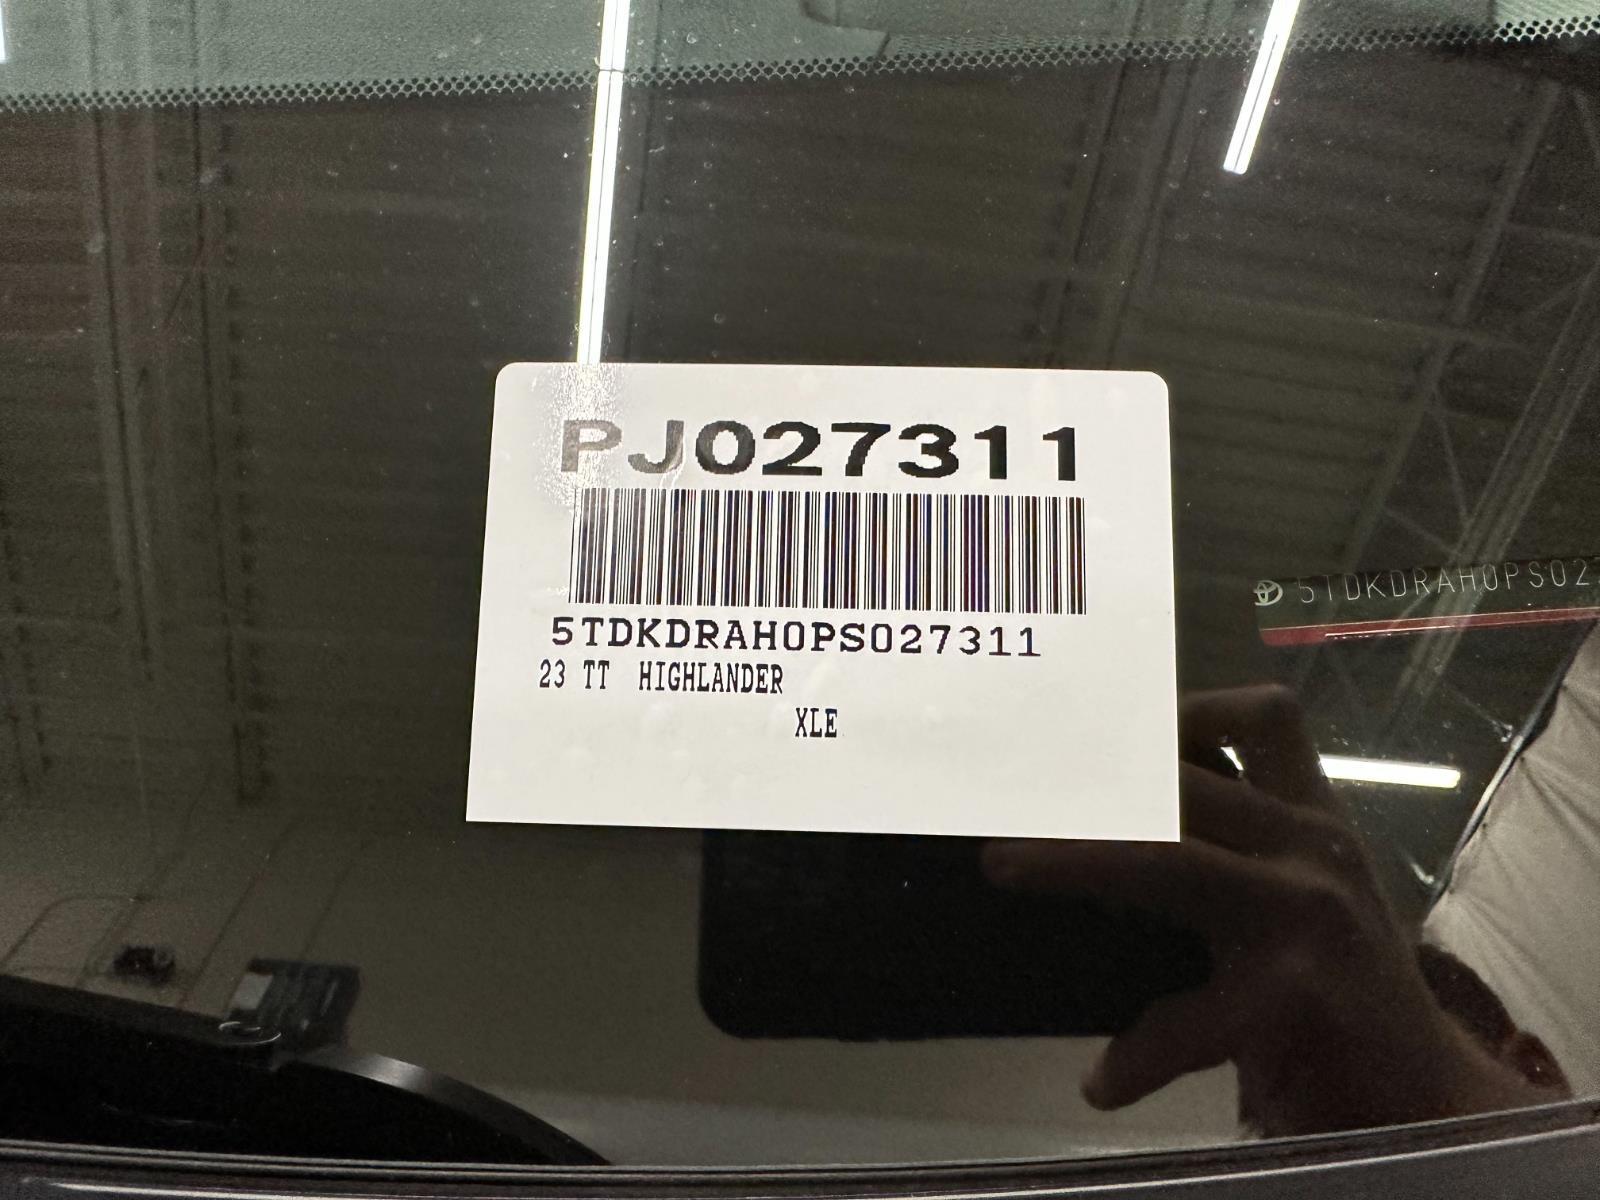 PJ027311
5TDKDRAH0PS027311
23 TT HIGHLANDER
XLE
5TDKDRAH0PS02